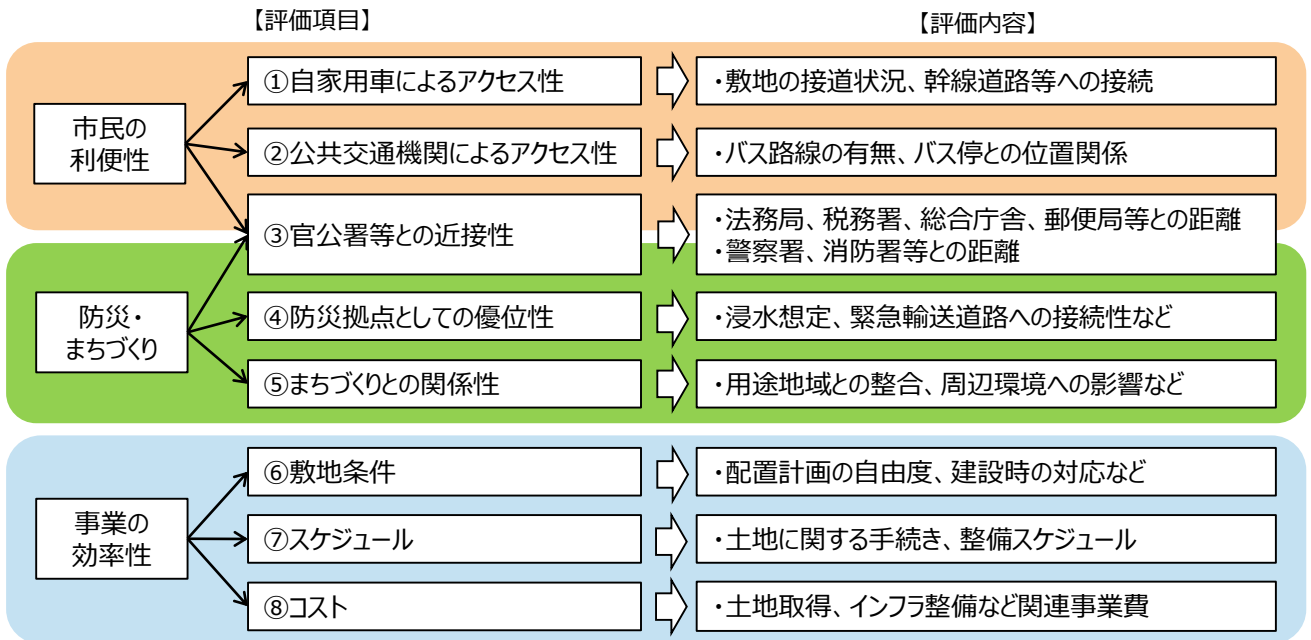 【評価項目】
【評価内容】
市民の
利便性
①自家用車によるアクセス性
・敷地の接道状況、幹線道路等への接続
②公共交通機関によるアクセス性
・バス路線の有無、バス停との位置関係
③官公署等との近接性
・法務局、税務署、総合庁舎、郵便局等との距離
・警察署、消防署等との距離
防災・
まちづくり
④防災拠点としての優位性
・浸水想定、緊急輸送道路への接続性など
⑤まちづくりとの関係性
・用途地域との整合、周辺環境への影響など
事業の
効率性
⑥敷地条件
・配置計画の自由度、建設時の対応など
⑦スケジュール
・土地に関する手続き、整備スケジュール
⑧コスト
・土地取得、インフラ整備など関連事業費